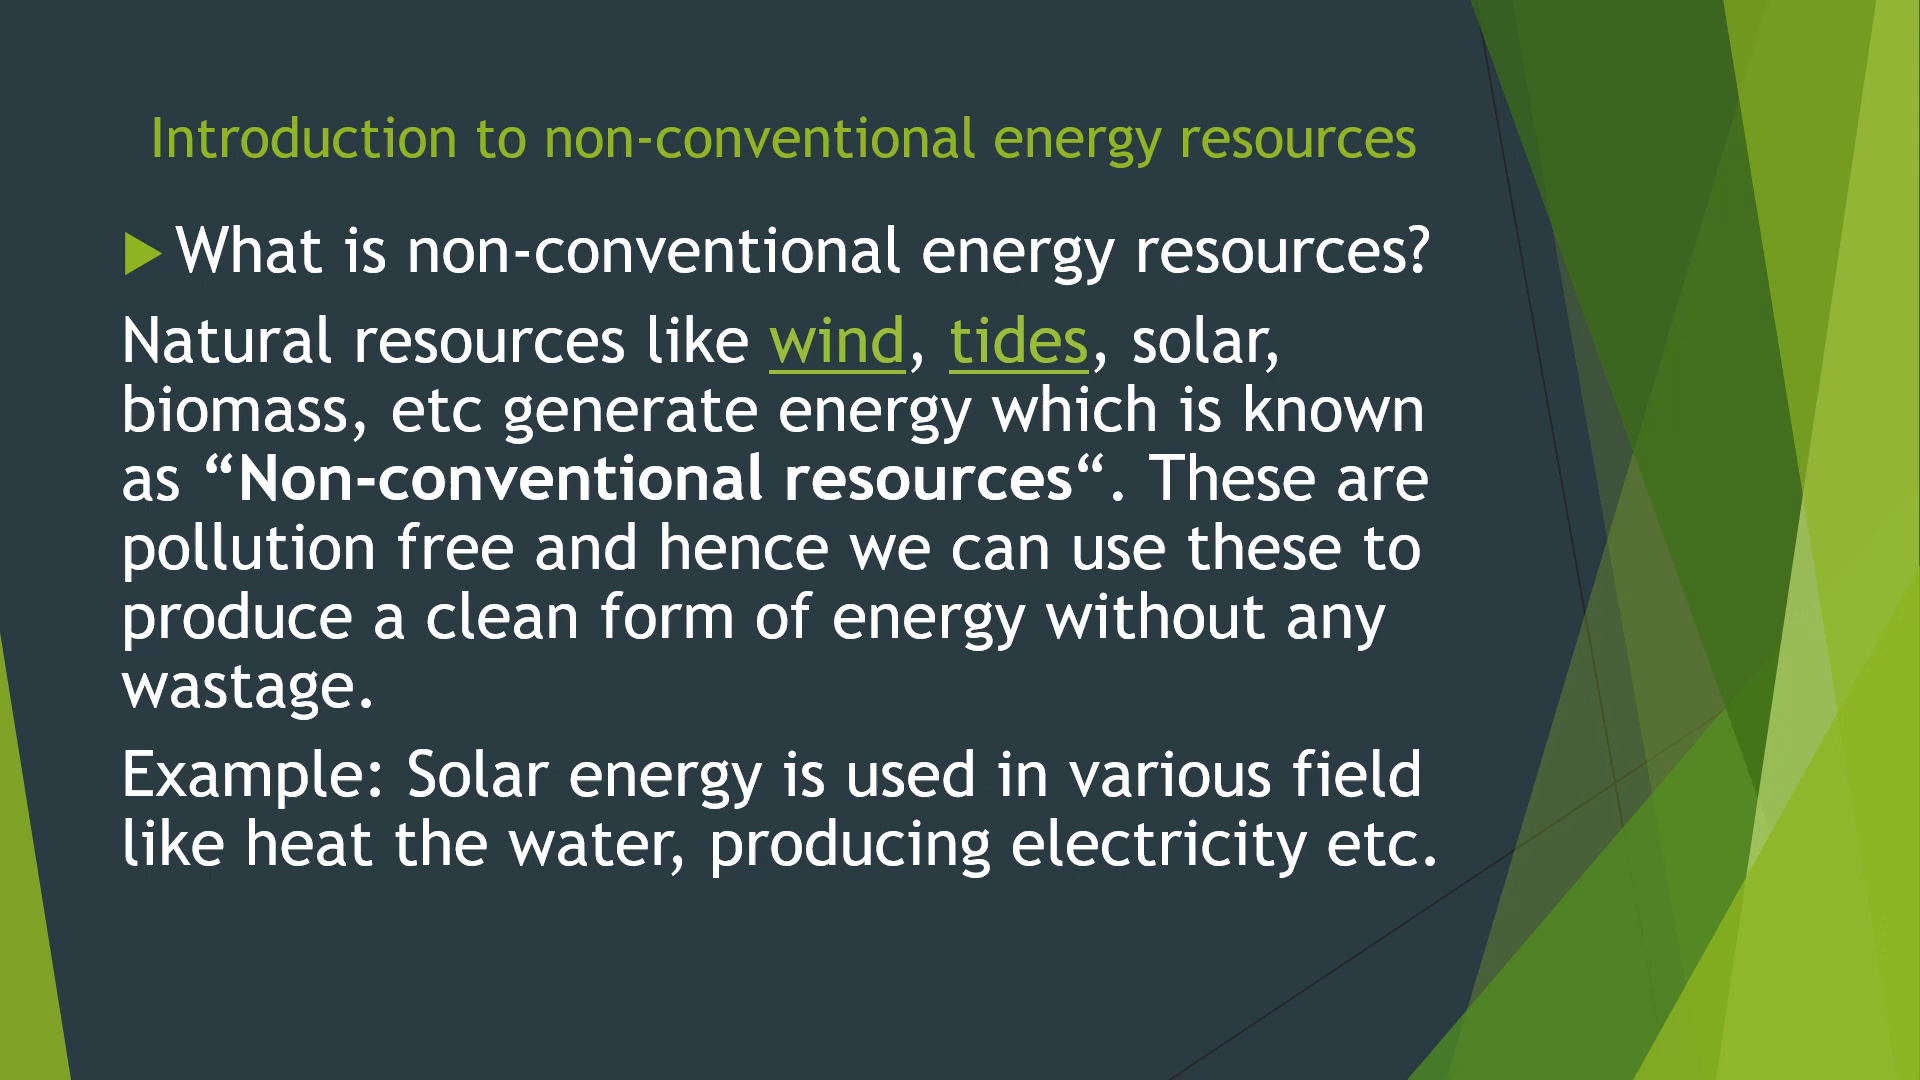 Introduction to non-conventional energy resources
What is non-conventional energy resources?
Natural resources like wind, tides, solar,
biomass, etc generate energy which is known
as “Non-conventional resources“. These are
pollution free and hence we can use these to
produce a clean form of energy without any
wastage.
Example: Solar energy is used in various field
like heat the water, producing electricity etc.